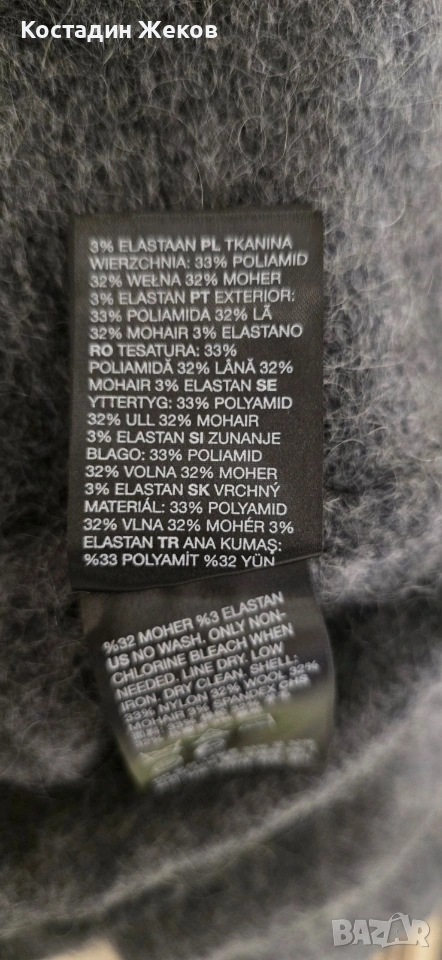 Костадин Жеков
3% ELASTAAN PL TKANINA
WIERZCHNIA: 33% POLIAMID
32% WEŁNA 32% MOHER
3% ELASTAN PT EXTERIOR:
33% POLIAMIDA 32% LÃ
32% MOHAIR 3% ELASTANO
RO TESATURA: 33%
POLIAMIDĂ 32% LÂNĂ 32%
MOHAIR 3% ELASTAN SE
YTTERTYG: 33% POLYAMID
32% ULL 32% MOHAIR
3% ELASTAN SI ZUNANJE
BLAGO: 33% POLIAMID
32% VOLNA 32% MOHER
3% ELASTAN SK VRCHNÝ
MATERIÁL: 33% POLYAMID
32% VLNA 32% MOHÉR 3%
ELASTAN TR ANA KUMAŞ:
%33 POLYAMİT %32 YÜN
%32 MOHER %3 ELASTAN
US NO WASH. ONLY NON-
CHLORINE BLEACH WHEN
NEEDED. LINE DRY. LOW
IRON. DRY CLEAN. SHELL:
33% NYLON 32% WOOL 32%
MOHAIR 3% SPANDEX CHS
BAZAR